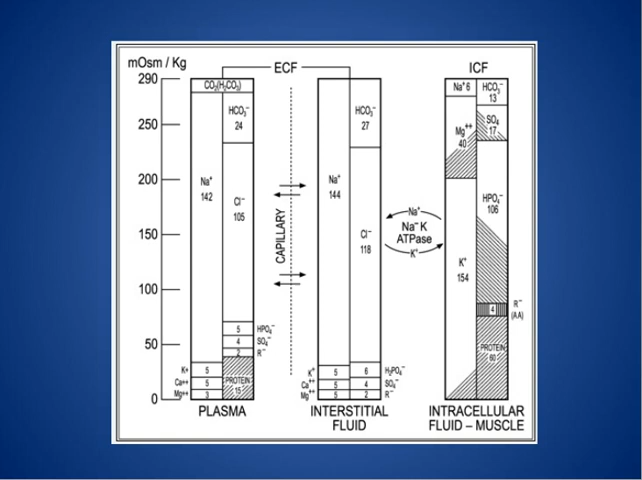 mOsm / Kg
ECF
ICF
290
250
200
150
100
50
0
CO₂(H₂CO₃)
HCO₃⁻
24
Na⁺
142
Cl⁻
105
5 HPO₄⁻
4 SO₄⁻
2 R⁻
K+ 5
Ca++ 5
Mg++ 3
PROTEIN
15
PLASMA
CAPILLARY
HCO₃⁻
27
Na⁺
144
Cl⁻
118
K⁺ 5
Ca⁺⁺ 5
Mg⁺⁺ 5
6 H₂PO₄⁻
4 SO₄⁻
2 R⁻
INTERSTITIAL
FLUID
Na⁺
Na⁻ K
ATPase
K⁺
Na⁺ 6
HCO₃⁻
13
Mg⁺⁺
40
SO₄
17
HPO₄⁻
106
K⁺
154
4
R⁻
(AA)
PROTEIN
60
INTRACELLULAR
FLUID – MUSCLE